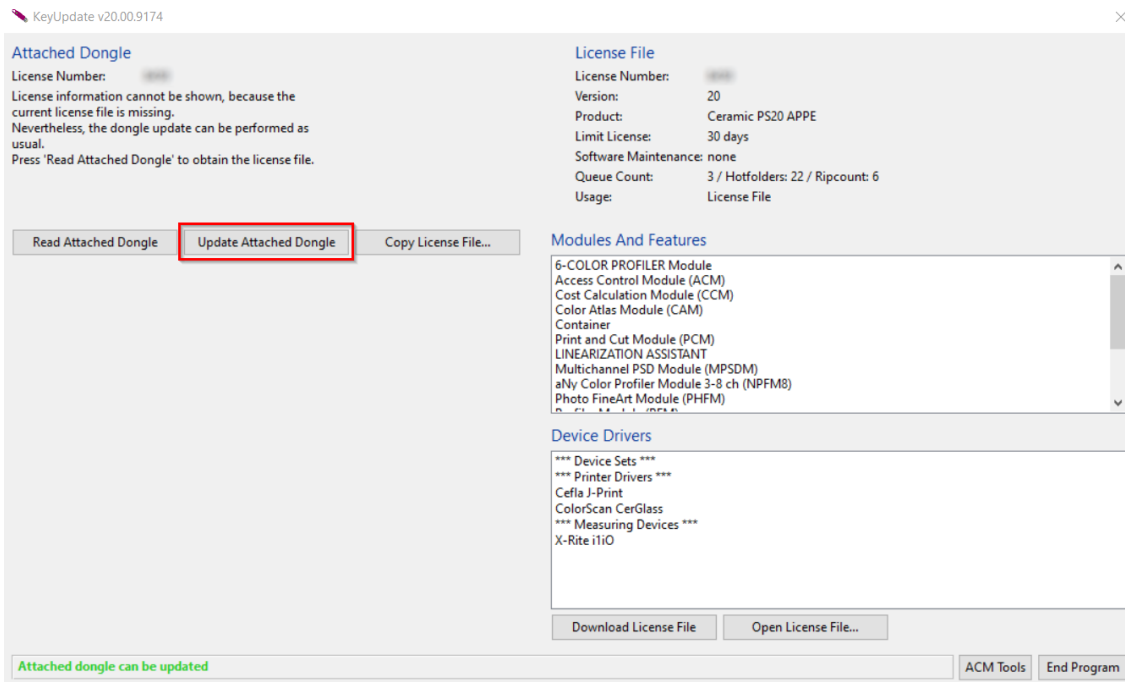 KeyUpdate v20.00.9174
Attached Dongle
License Number:
License information cannot be shown, because the
current license file is missing.
Nevertheless, the dongle update can be performed as
usual.
Press 'Read Attached Dongle' to obtain the license file.
Read Attached Dongle
Update Attached Dongle
Copy License File...
License File
License Number:
Version: 20
Product: Ceramic PS20 APPE
Limit License: 30 days
Software Maintenance: none
Queue Count: 3 / Hotfolders: 22 / Ripcount: 6
Usage: License File
Modules And Features
6-COLOR PROFILER Module
Access Control Module (ACM)
Cost Calculation Module (CCM)
Color Atlas Module (CAM)
Container
Print and Cut Module (PCM)
LINEARIZATION ASSISTANT
Multichannel PSD Module (MPSDM)
aNy Color Profiler Module 3-8 ch (NPFM8)
Photo FineArt Module (PHFM)
Device Drivers
*** Device Sets ***
*** Printer Drivers ***
Cefla J-Print
ColorScan CerGlass
*** Measuring Devices ***
X-Rite i1iO
Download License File
Open License File...
Attached dongle can be updated
ACM Tools
End Program